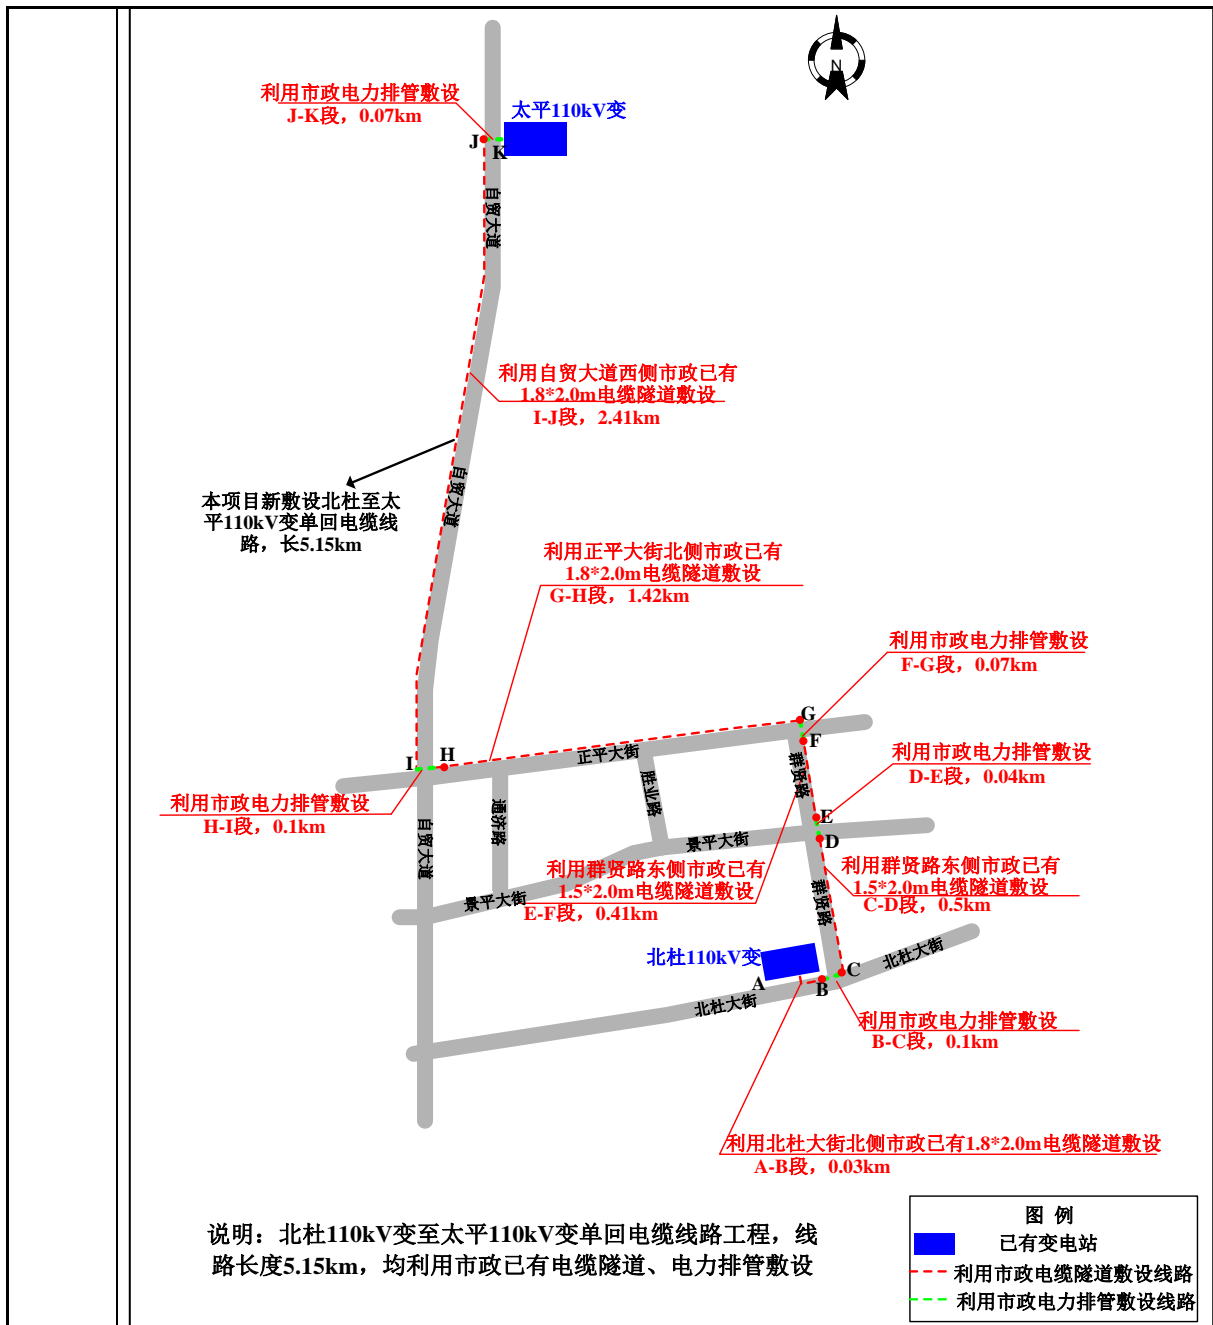 N
利用市政电力排管敷设
J-K段，0.07km
太平110kV变
J
K
自贸大道
利用自贸大道西侧市政已有
1.8*2.0m电缆隧道敷设
I-J段，2.41km
自贸大道
本项目新敷设北杜至太
平110kV变单回电缆线
路，长5.15km
利用正平大街北侧市政已有
1.8*2.0m电缆隧道敷设
G-H段，1.42km
利用市政电力排管敷设
F-G段，0.07km
G
F
正平大街
I
H
群贤路
利用市政电力排管敷设
D-E段，0.04km
利用市政电力排管敷设
H-I段，0.1km
通济路
胜业路
E
D
自贸大道
景平大街
利用群贤路东侧市政已有
1.5*2.0m电缆隧道敷设
E-F段，0.41km
利用群贤路东侧市政已有
1.5*2.0m电缆隧道敷设
C-D段，0.5km
景平大街
群贤路
北杜110kV变
北杜大街
A
B
C
北杜大街
利用市政电力排管敷设
B-C段，0.1km
利用北杜大街北侧市政已有1.8*2.0m电缆隧道敷设
A-B段，0.03km
说明：北杜110kV变至太平110kV变单回电缆线路工程，线
路长度5.15km，均利用市政已有电缆隧道、电力排管敷设
图 例
已有变电站
利用市政电缆隧道敷设线路
利用市政电力排管敷设线路